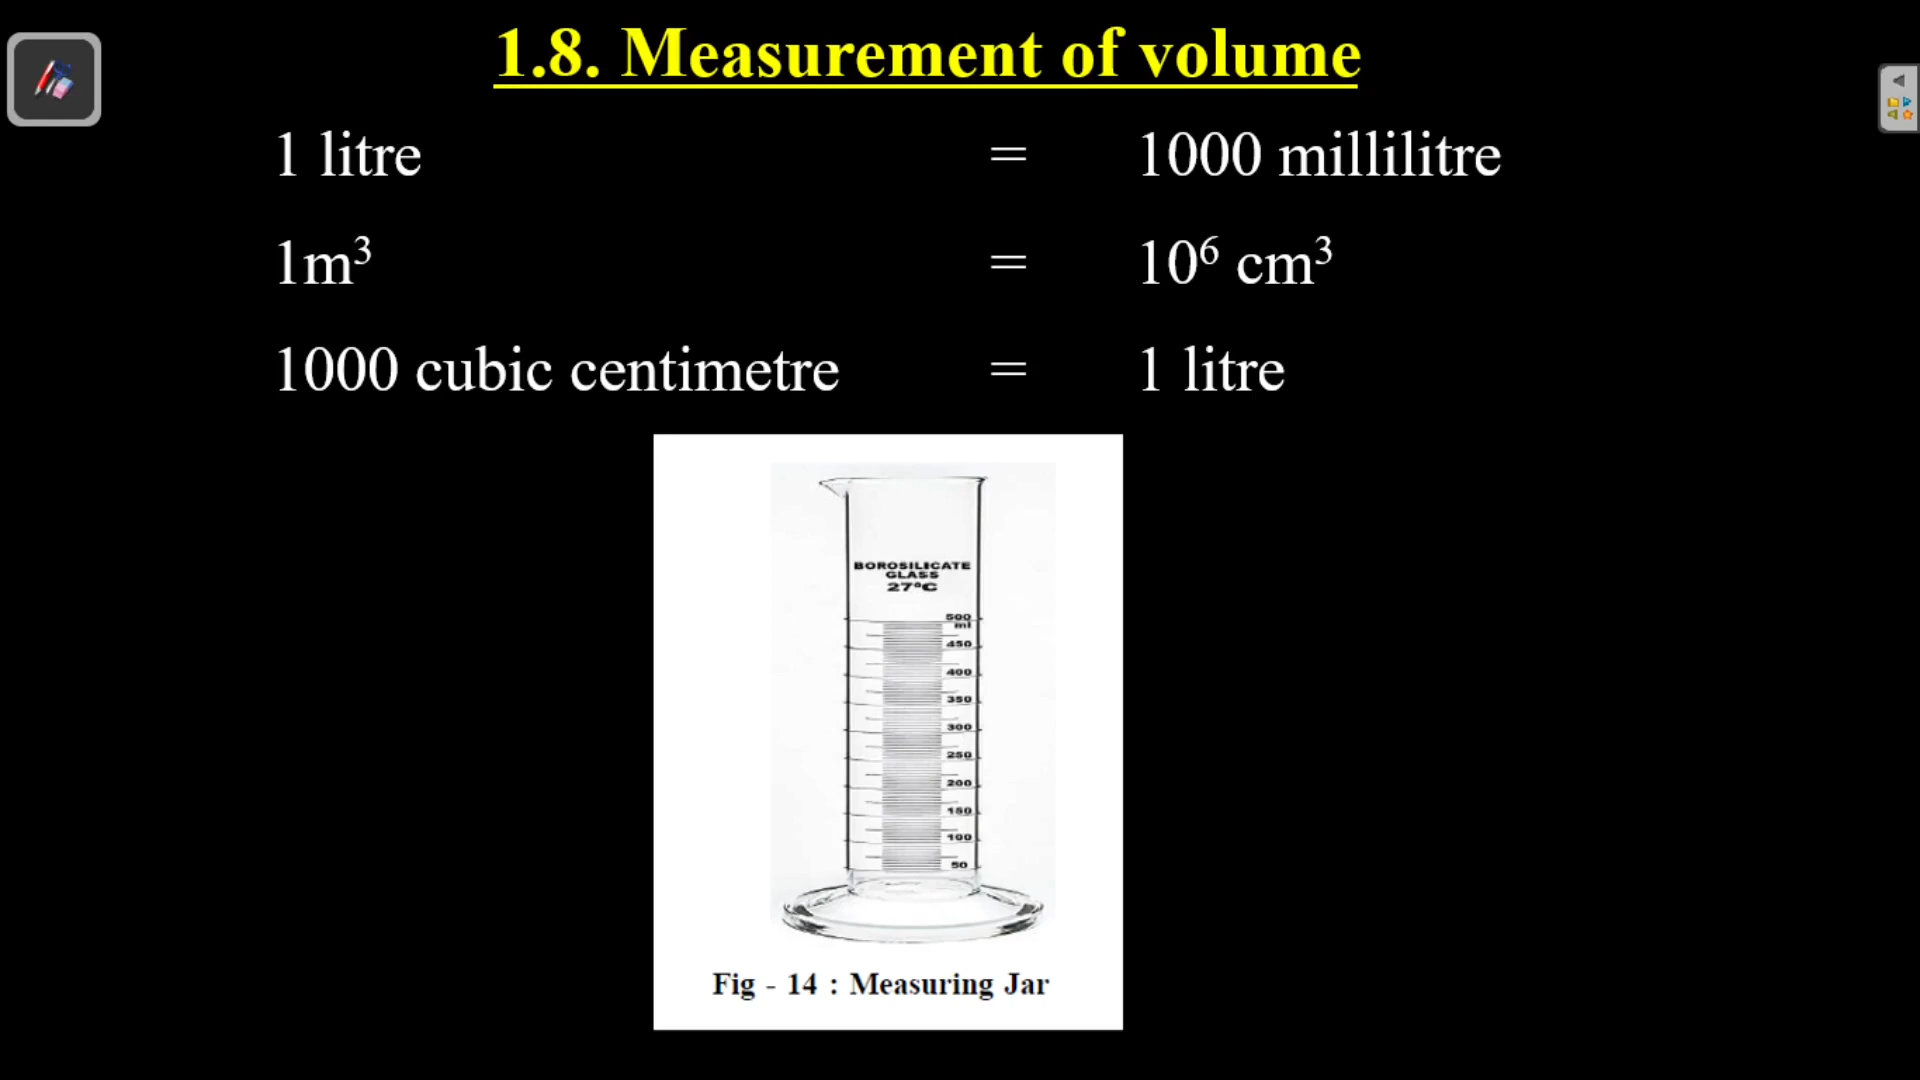 1.8. Measurement of volume
1 litre = 1000 millilitre
1m³ = 10⁶ cm³
1000 cubic centimetre = 1 litre
BOROSILICATE
GLASS
27°C
500
ml
450
400
350
300
250
200
150
100
50
Fig - 14 : Measuring Jar